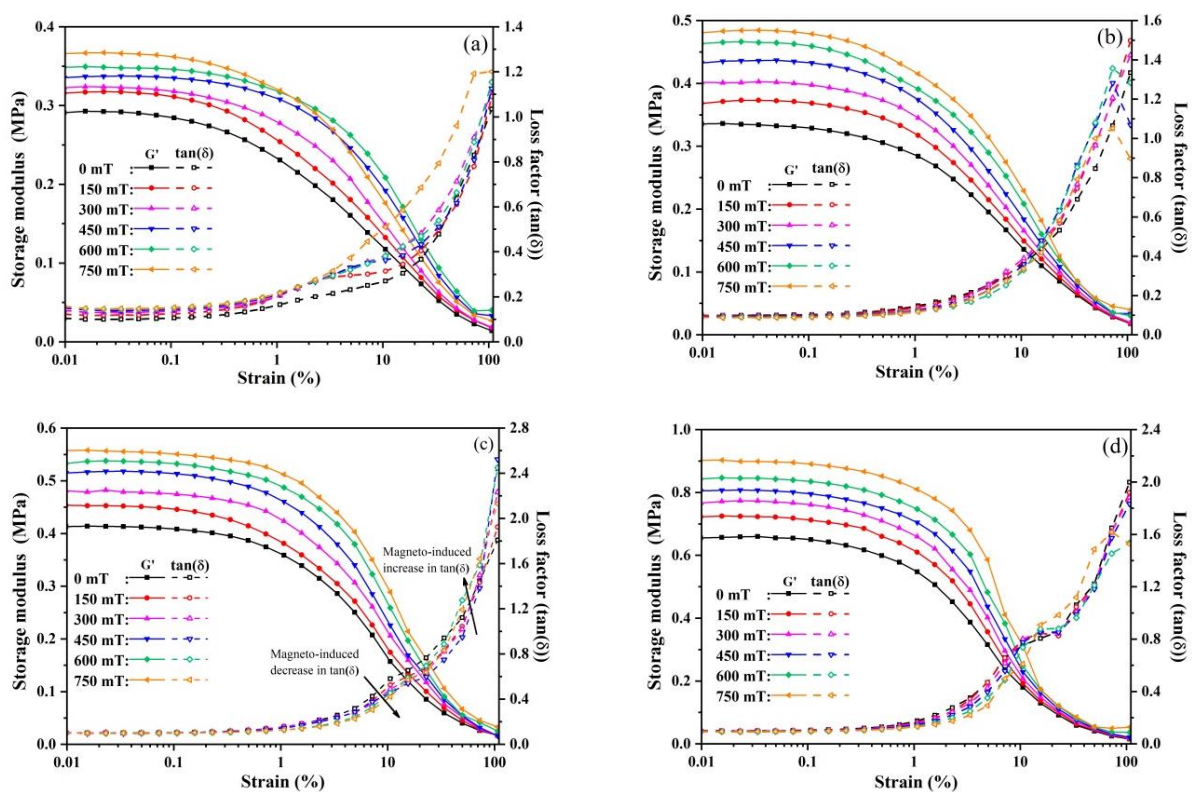 (a)
0.4
0.3
0.2
0.1
0.0
Storage modulus (MPa)
1.4
1.2
1.0
0.8
0.6
0.4
0.2
0.0
Loss factor (tan(δ))
G' tan(δ)
0 mT :
150 mT:
300 mT:
450 mT:
600 mT:
750 mT:
0.01 0.1 1 10 100
Strain (%)
(b)
0.5
0.4
0.3
0.2
0.1
0.0
Storage modulus (MPa)
1.6
1.4
1.2
1.0
0.8
0.6
0.4
0.2
0.0
Loss factor (tan(δ))
G' tan(δ)
0 mT :
150 mT:
300 mT:
450 mT:
600 mT:
750 mT:
0.01 0.1 1 10 100
Strain (%)
(c)
0.6
0.5
0.4
0.3
0.2
0.1
0.0
Storage modulus (MPa)
2.8
2.4
2.0
1.6
1.2
0.8
0.4
0.0
Loss factor (tan(δ))
Magneto-induced
increase in tan(δ)
G' tan(δ)
0 mT :
150 mT:
300 mT:
450 mT:
600 mT:
750 mT:
Magneto-induced
decrease in tan(δ)
0.01 0.1 1 10 100
Strain (%)
(d)
1.0
0.8
0.6
0.4
0.2
0.0
Storage modulus (MPa)
2.4
2.0
1.6
1.2
0.8
0.4
0.0
Loss factor (tan(δ))
G' tan(δ)
0 mT :
150 mT:
300 mT:
450 mT:
600 mT:
750 mT:
0.01 0.1 1 10 100
Strain (%)